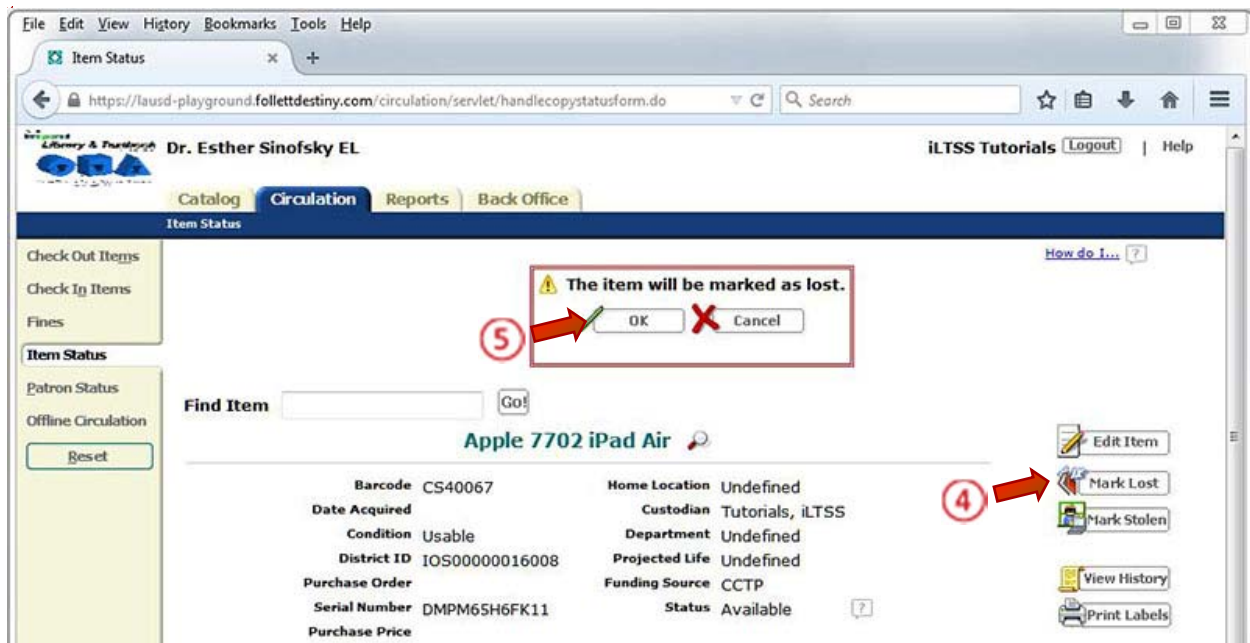 File Edit View History Bookmarks Tools Help
Item Status
https://lausd-playground.follettdestiny.com/circulation/servlet/handlecopystatusform.do Search
Library & Textbook
Dr. Esther Sinofsky EL iLTSS Tutorials Logout | Help
Catalog Circulation Reports Back Office
Item Status
Check Out Items
Check In Items
Fines
Item Status
Patron Status
Offline Circulation
Reset
How do I... ?
The item will be marked as lost.
5 OK Cancel
Find Item Go!
Apple 7702 iPad Air
Edit Item
4 Mark Lost
Mark Stolen
View History
Print Labels
Barcode CS40067 Home Location Undefined
Date Acquired Custodian Tutorials, iLTSS
Condition Usable Department Undefined
District ID IOS00000016008 Projected Life Undefined
Purchase Order Funding Source CCTP
Serial Number DMPM65H6FK11 Status Available ?
Purchase Price